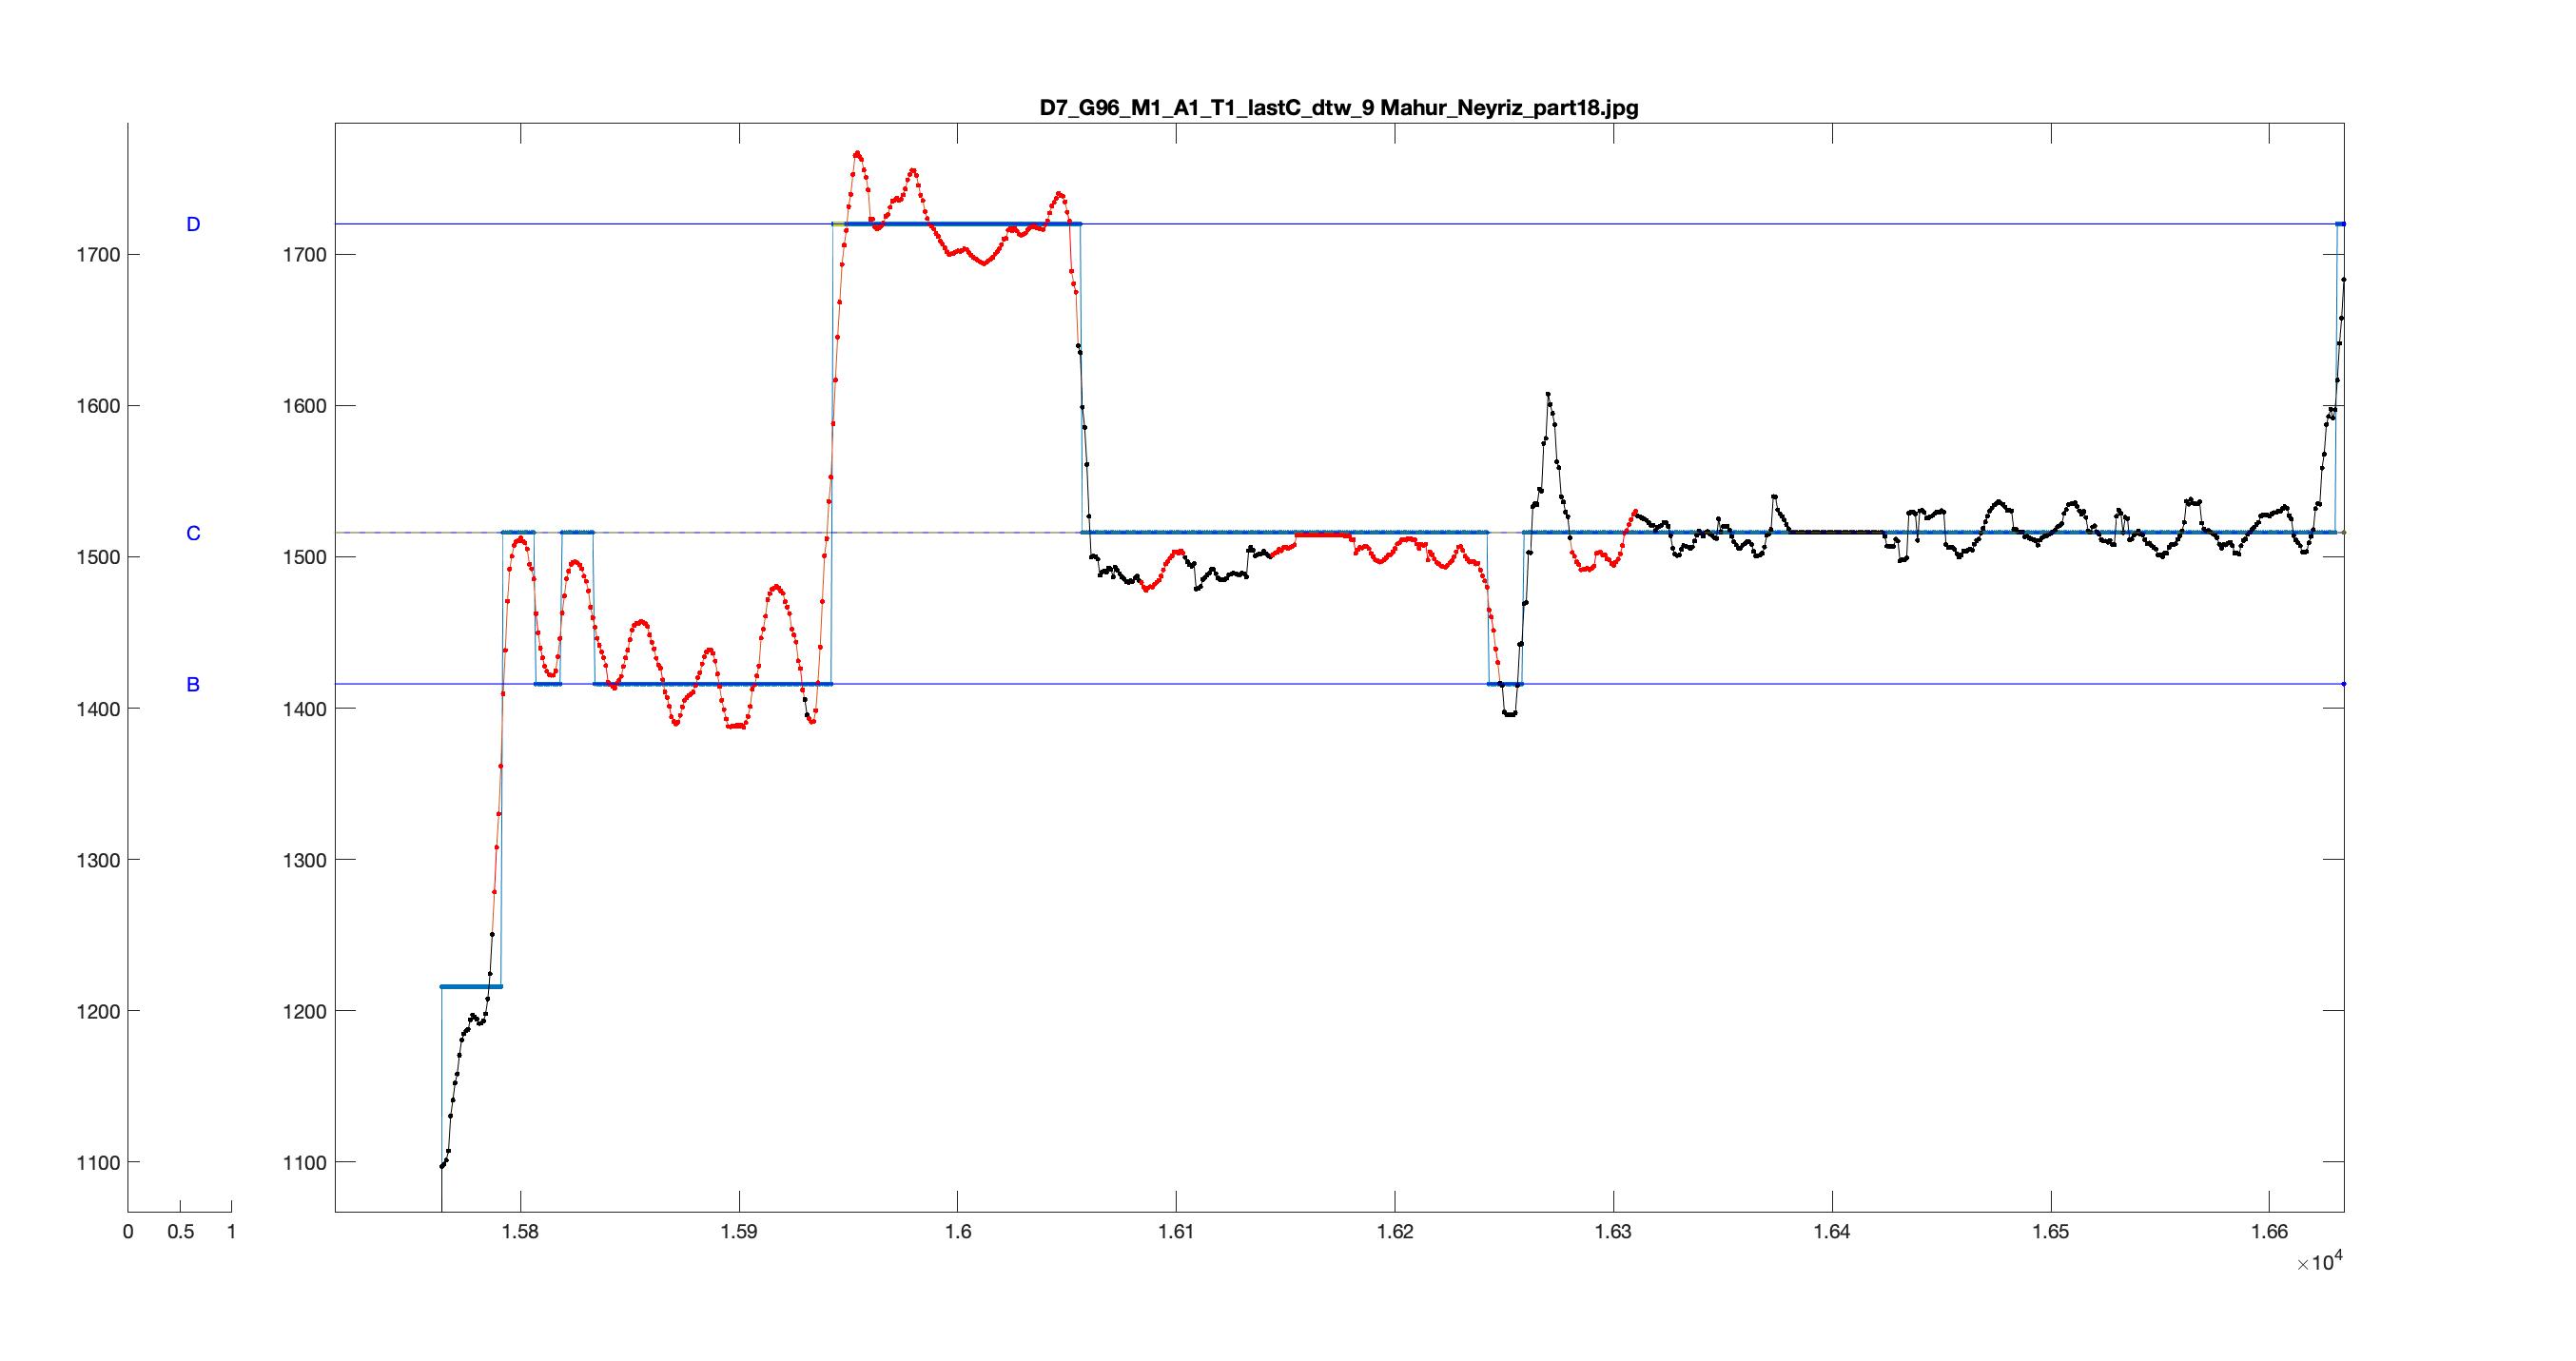 D7_G96_M1_A1_T1_lastC_dtw_9 Mahur_Neyriz_part18.jpg
D
1700 1700
1600 1600
C
1500 1500
B
1400 1400
1300 1300
1200 1200
1100 1100
0 0.5 1 1.58 1.59 1.6 1.61 1.62 1.63 1.64 1.65 1.66
×10^4